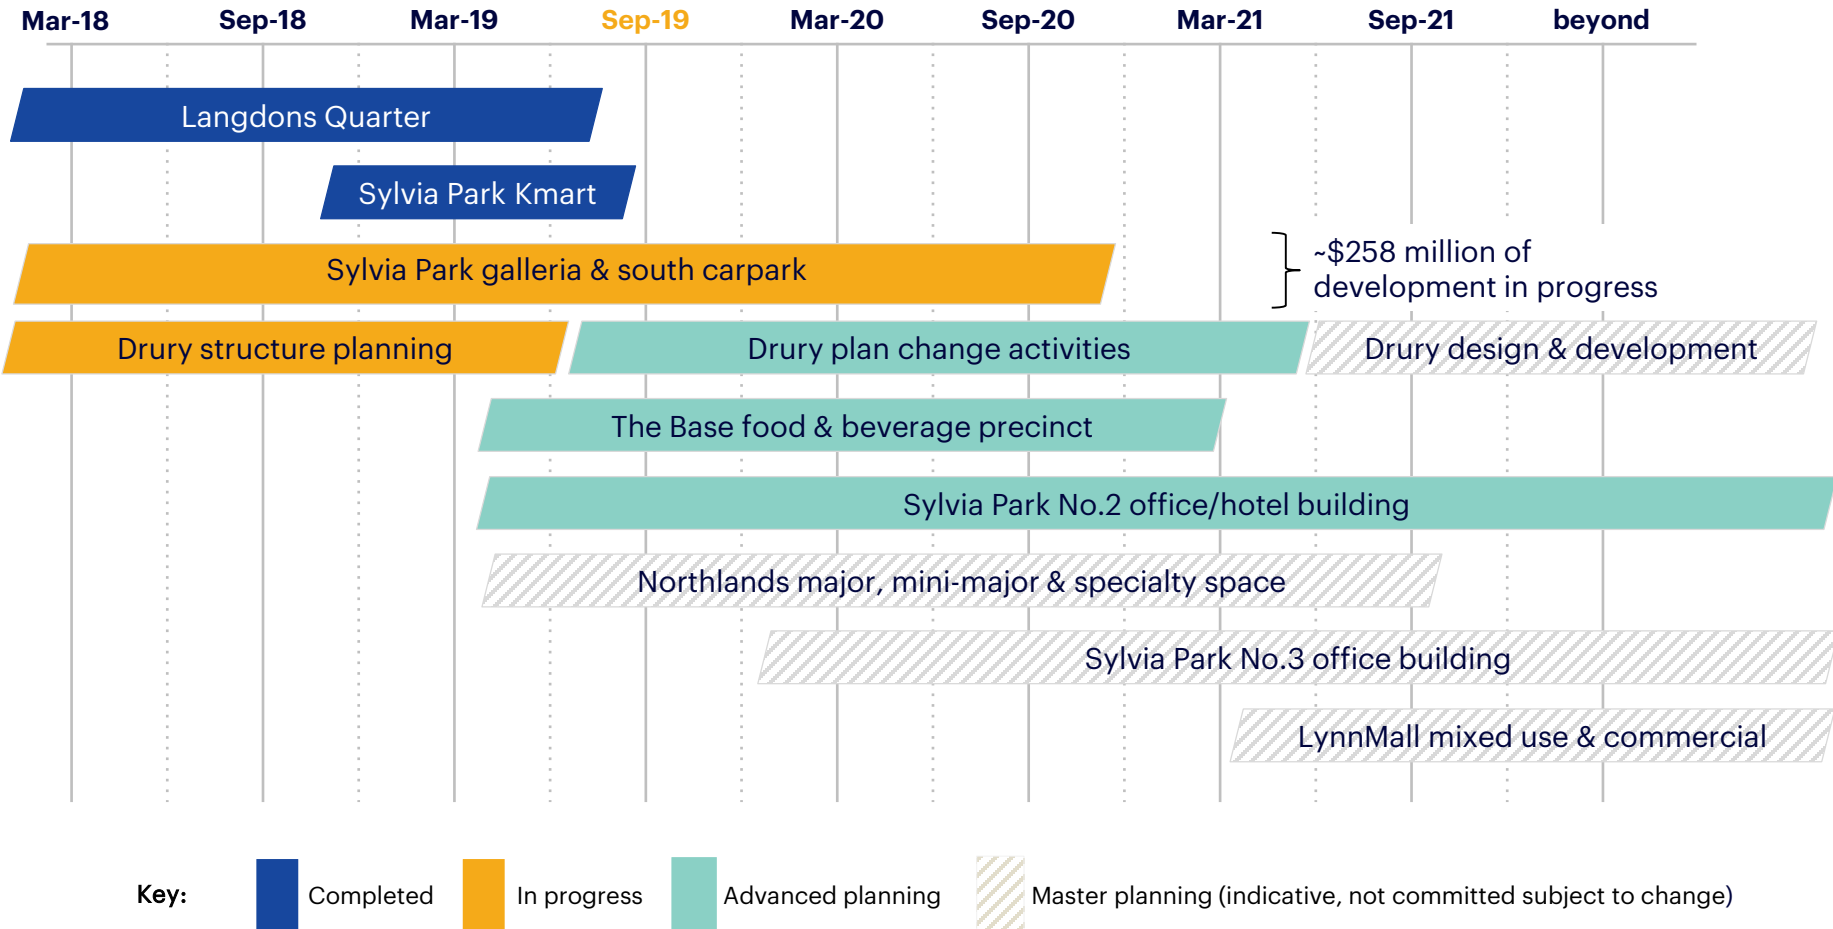 Mar-18 Sep-18 Mar-19 Sep-19 Mar-20 Sep-20 Mar-21 Sep-21 beyond
Langdons Quarter
Sylvia Park Kmart
Sylvia Park galleria & south carpark
~$258 million of
development in progress
Drury structure planning Drury plan change activities Drury design & development
The Base food & beverage precinct
Sylvia Park No.2 office/hotel building
Northlands major, mini-major & specialty space
Sylvia Park No.3 office building
LynnMall mixed use & commercial
Key: Completed In progress Advanced planning Master planning (indicative, not committed subject to change)